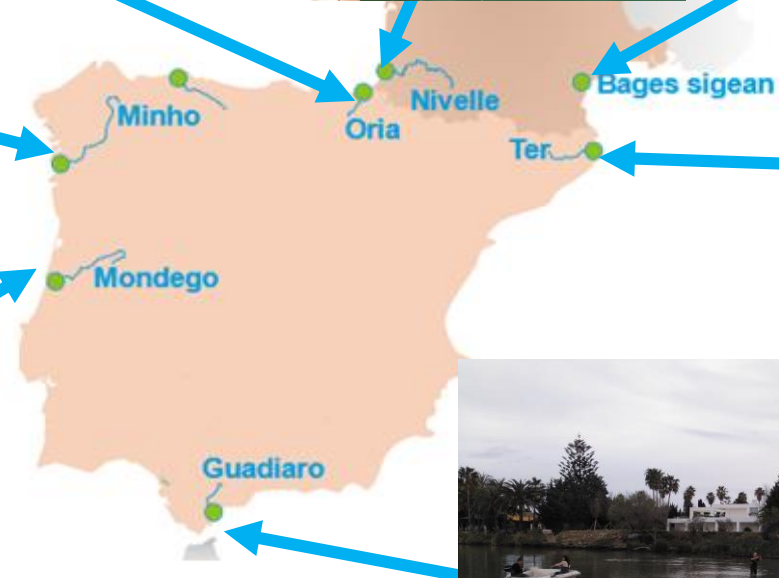 Bages sigean
Nivelle
Minho
Oria
Ter
Mondego
Guadiaro